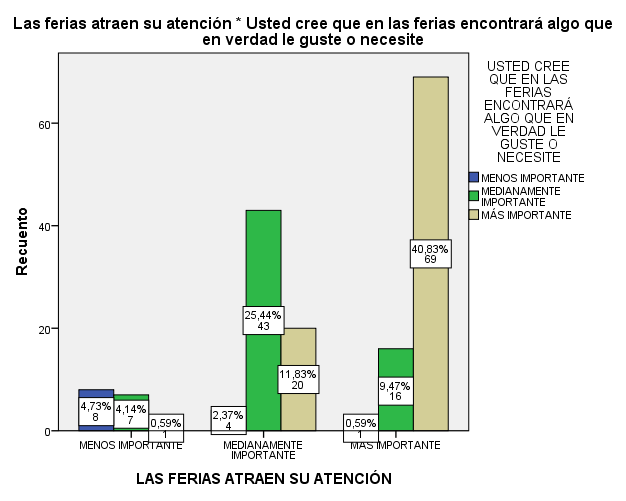 Las ferias atraen su atención * Usted cree que en las ferias encontrará algo que
en verdad le guste o necesite
USTED CREE
QUE EN LAS
FERIAS
ENCONTRARÁ
ALGO QUE EN
VERDAD LE
GUSTE O
NECESITE
MENOS IMPORTANTE
MEDIANAMENTE
IMPORTANTE
MÁS IMPORTANTE
Recuento
60
40
20
0
4,73%
8
4,14%
7
0,59%
1
2,37%
4
25,44%
43
11,83%
20
0,59%
1
9,47%
16
40,83%
69
MENOS IMPORTANTE
MEDIANAMENTE
IMPORTANTE
MÁS IMPORTANTE
LAS FERIAS ATRAEN SU ATENCIÓN